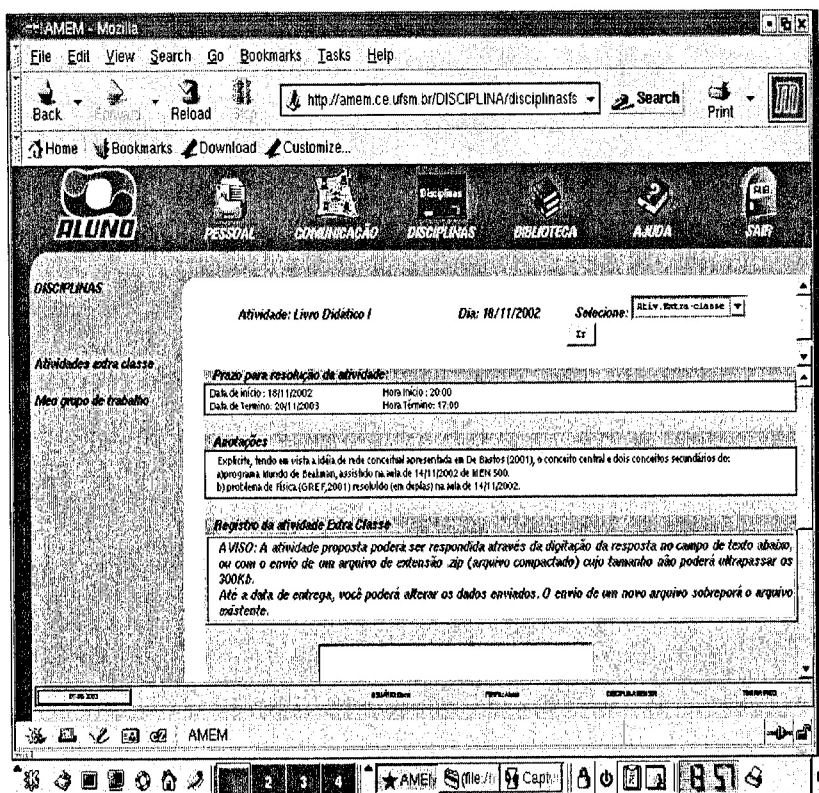 AMEM - Mozilla
File Edit View Search Go Bookmarks Tasks Help
Back Forward Reload Stop http://amem.ce.ufsm.br/DISCIPLINA/disciplinasfs Search Print
Home Bookmarks Download Customize...
Disciplinas
ALUNO PESSOAL COMUNICAÇÃO DISCIPLINAS BIBLIOTECA AJUDA SAIR
DISCIPLINAS
Atividade: Livro Didático I Dia: 18/11/2002 Selecione: Ativ.Extra-classe
Ir
Atividades extra classe
Meu grupo de trabalho
Prazo para resolução da atividade:
Data de início : 18/11/2002 Hora Início : 20:00
Data de Termino: 20/11/2003 Hora Término: 17:00
Anotações
Explicite, tendo em vista a idéia de rede conceitual apresentada em De Bastos (2001), o conceito central e dois conceitos secundários do:
a)programa Mundo de Beakman, assistido na aula de 14/11/2002 de MEN 500.
b) problema de Física (GREF,2001) resolvido (em duplas) na aula de 14/11/2002.
Registro da atividade Extra Classe
AVISO: A atividade proposta poderá ser respondida através da digitação da resposta no campo de texto abaixo,
ou com o envio de um arquivo de extensão .zip (arquivo compactado) cujo tamanho não poderá ultrapassar os
300Kb.
Até a data de entrega, você poderá alterar os dados enviados. O envio de um novo arquivo sobreporá o arquivo
existente.
AMEM
2 3 4 AMEM (file:/h Captu 8 57